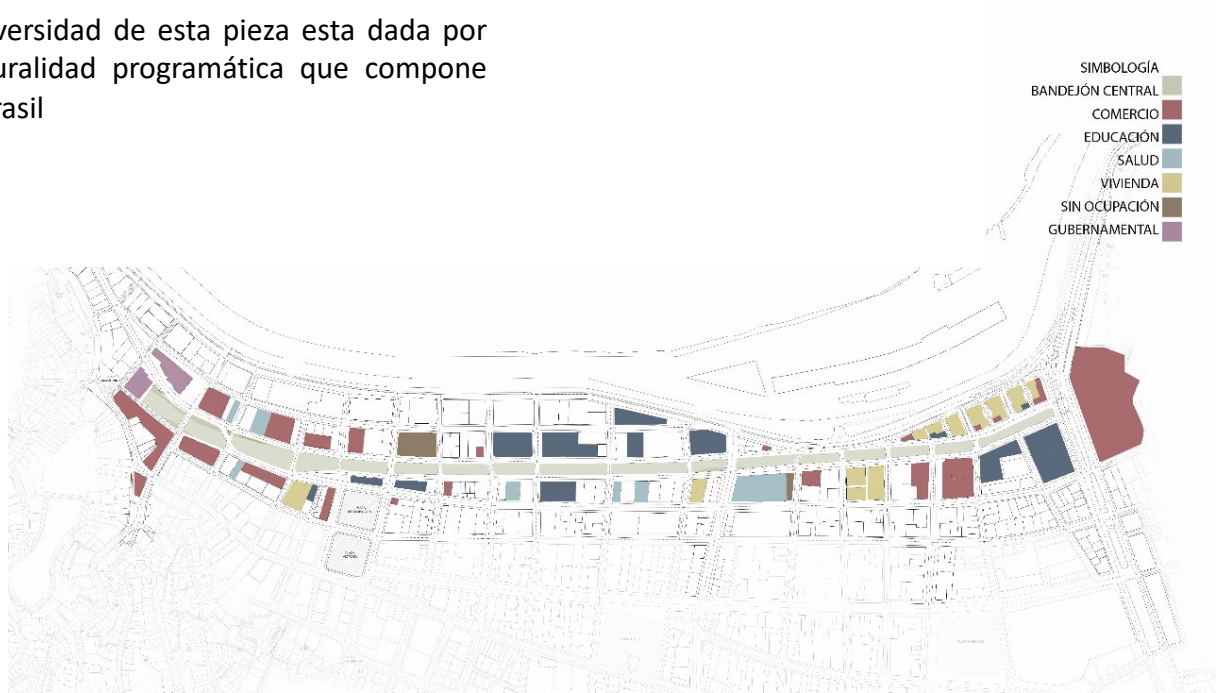 versidad de esta pieza esta dada por
uralidad programática que compone
rasil
SIMBOLOGÍA
BANDEJÓN CENTRAL
COMERCIO
EDUCACIÓN
SALUD
VIVIENDA
SIN OCUPACIÓN
GUBERNAMENTAL